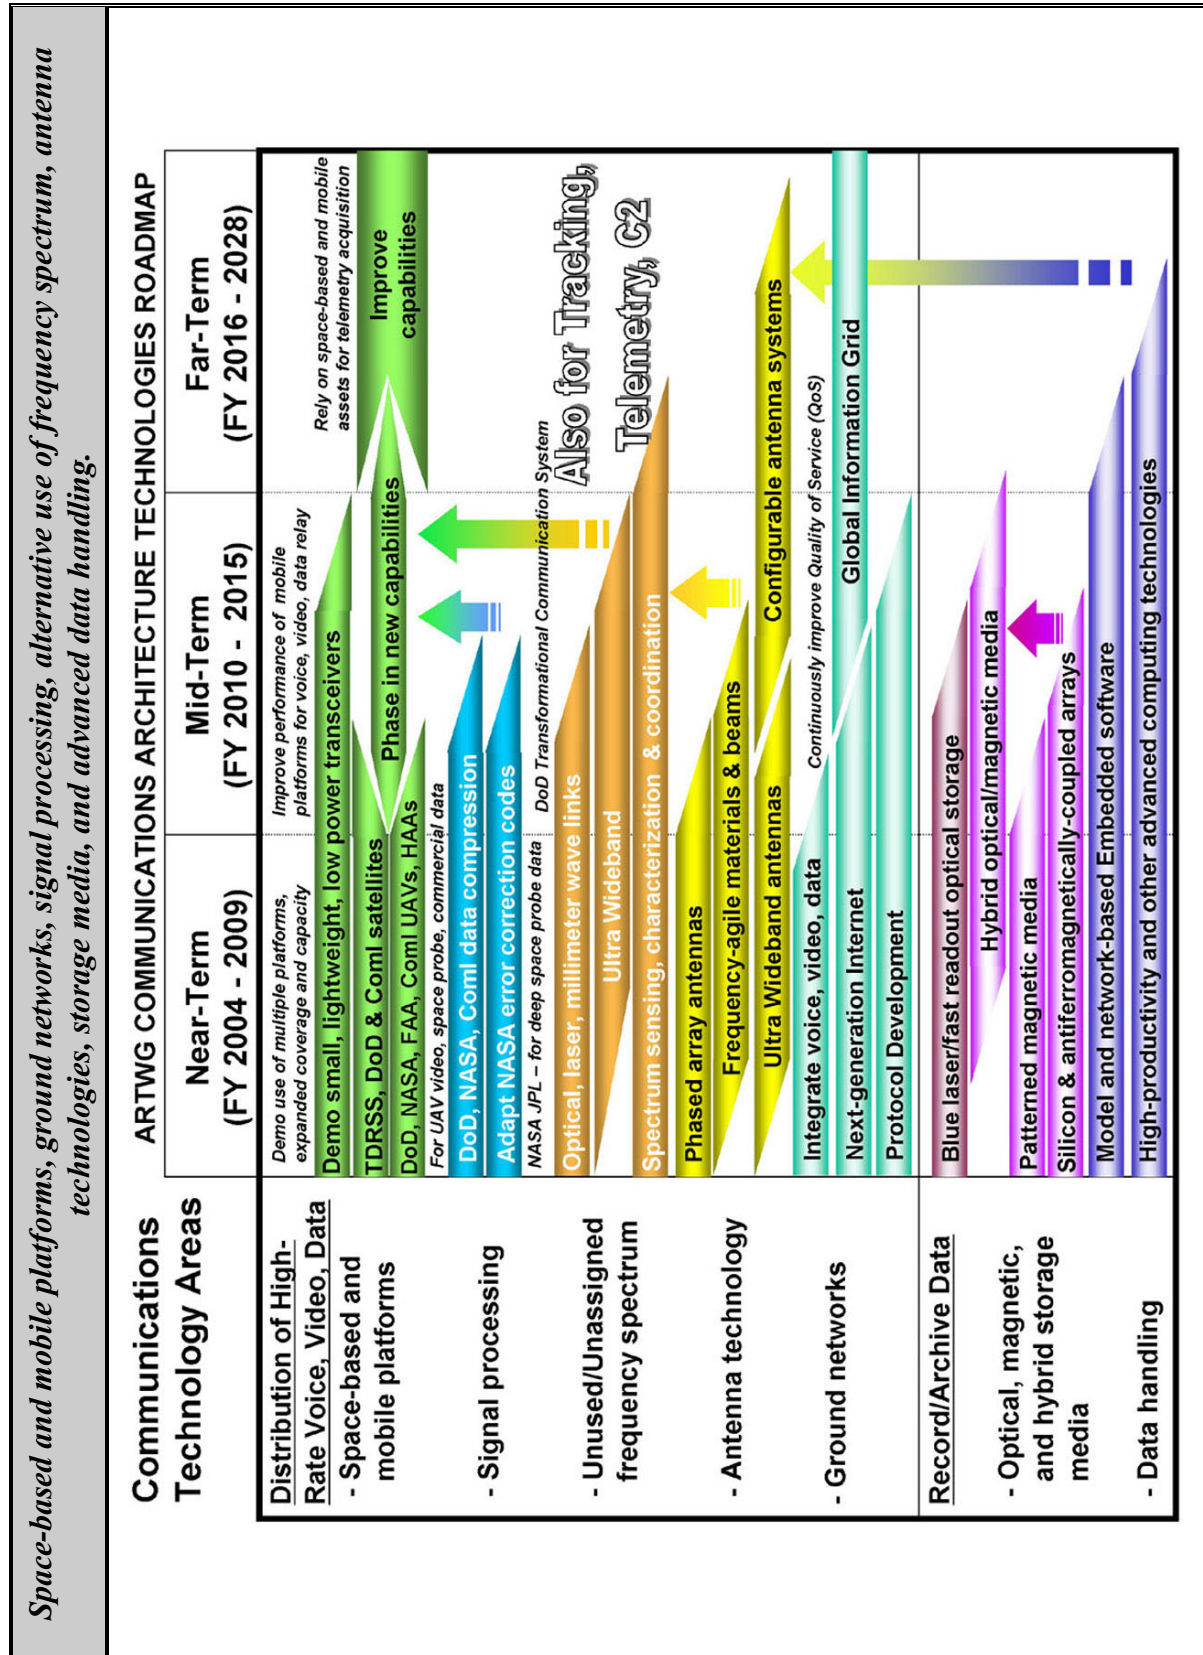 Space-based and mobile platforms, ground networks, signal processing, alternative use of frequency spectrum, antenna
technologies, storage media, and advanced data handling.
ARTWG COMMUNICATIONS ARCHITECTURE TECHNOLOGIES ROADMAP
Communications
Technology Areas
Near-Term
(FY 2004 - 2009)
Mid-Term
(FY 2010 - 2015)
Far-Term
(FY 2016 - 2028)
Distribution of High-
Rate Voice, Video, Data
- Space-based and
mobile platforms
Demo use of multiple platforms,
expanded coverage and capacity
Improve performance of mobile
platforms for voice, video, data relay
Rely on space-based and mobile
assets for telemetry acquisition
Demo small, lightweight, low power transceivers
TDRSS, DoD & Coml satellites
Phase in new capabilities
Improve
capabilities
DoD, NASA, FAA, Coml UAVs, HAAs
- Signal processing
For UAV video, space probe, commercial data
DoD, NASA, Coml data compression
Adapt NASA error correction codes
NASA JPL – for deep space probe data
DoD Transformational Communication System
- Unused/Unassigned
frequency spectrum
Optical, laser, millimeter wave links
Ultra Wideband
Spectrum sensing, characterization & coordination
Also for Tracking,
Telemetry, C2
- Antenna technology
Phased array antennas
Frequency-agile materials & beams
Ultra Wideband antennas
Configurable antenna systems
- Ground networks
Continuously improve Quality of Service (QoS)
Integrate voice, video, data
Next-generation Internet
Global Information Grid
Protocol Development
Record/Archive Data
- Optical, magnetic,
and hybrid storage
media
Blue laser/fast readout optical storage
Hybrid optical/magnetic media
Patterned magnetic media
Silicon & antiferromagnetically-coupled arrays
- Data handling
Model and network-based Embedded software
High-productivity and other advanced computing technologies